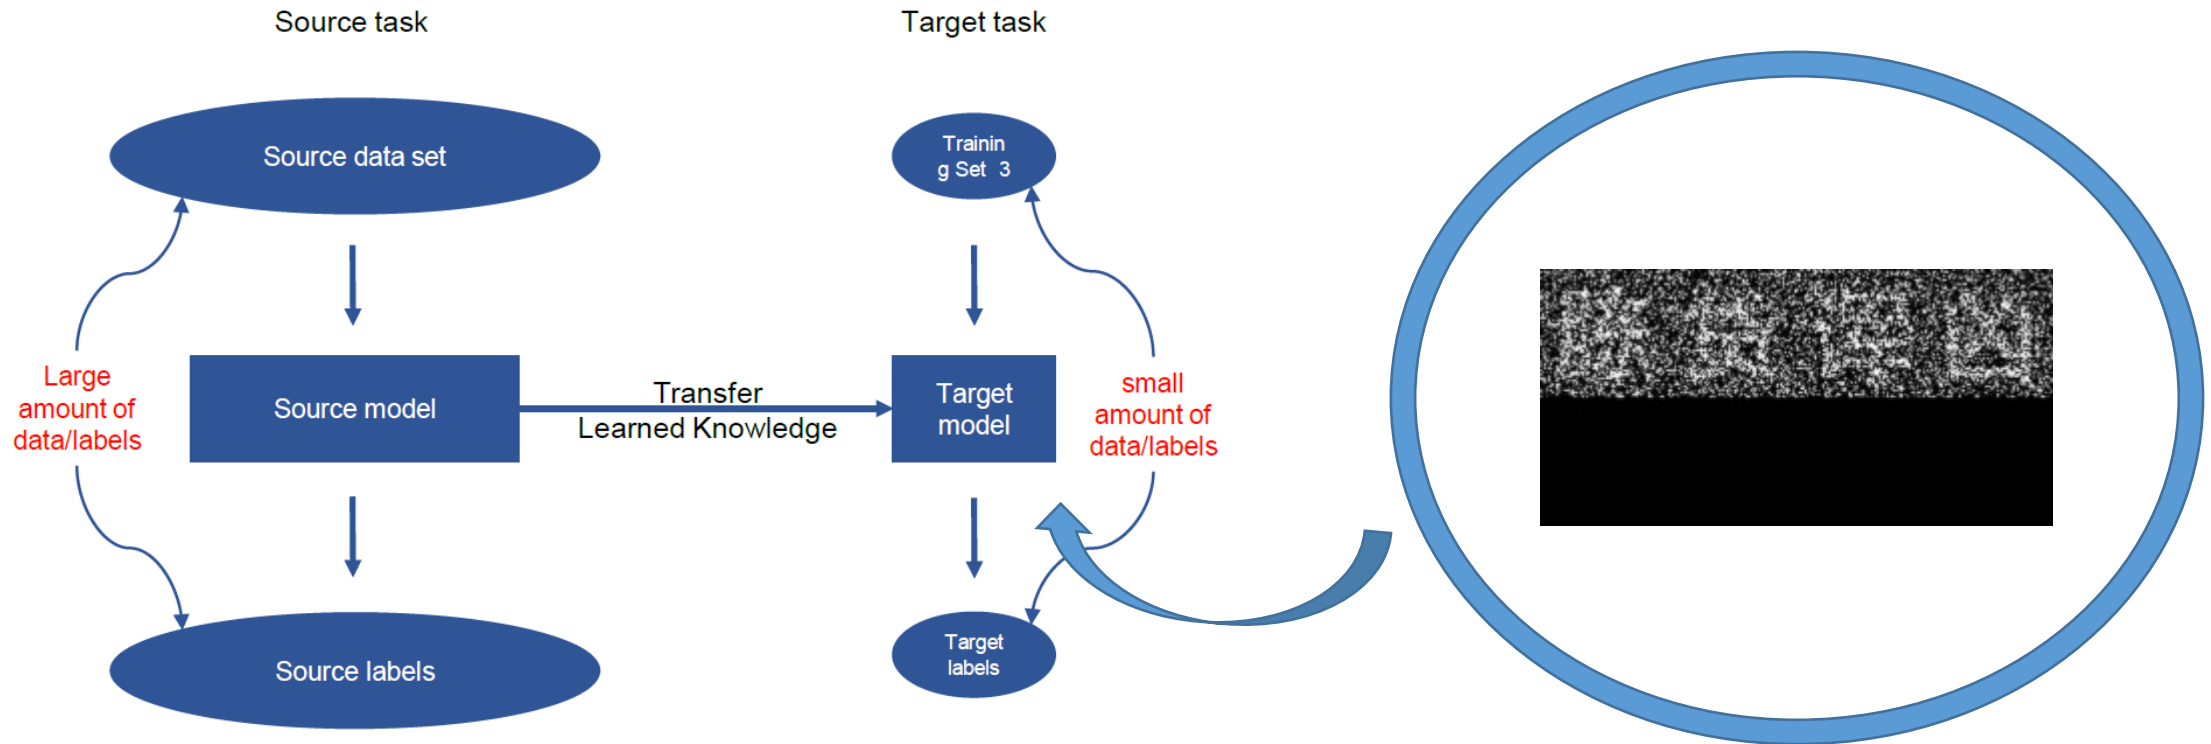 Source task
Target task
Source data set
Trainin
g Set 3
Large
amount of
data/labels
Source model
Transfer
Learned Knowledge
Target
model
small
amount of
data/labels
Source labels
Target
labels